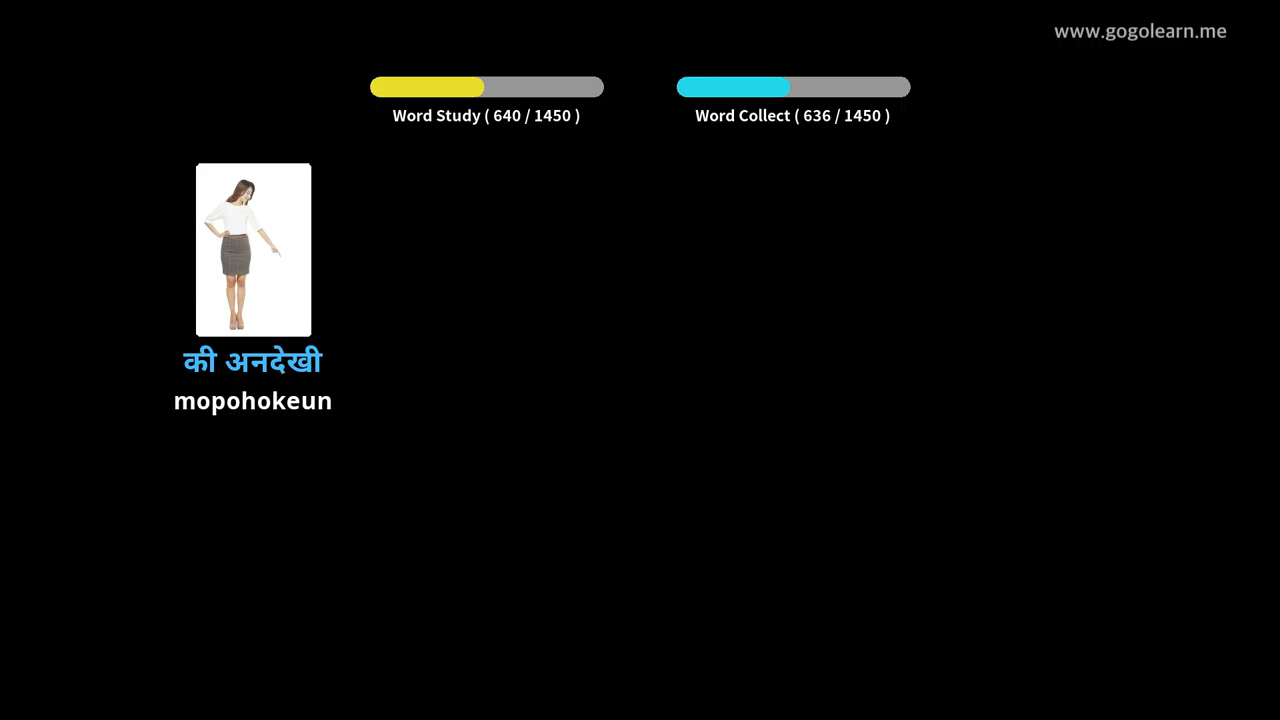 www.gogolearn.me
Word Study ( 640 / 1450 )
Word Collect ( 636 / 1450 )
की अनदेखी
mopohokeun